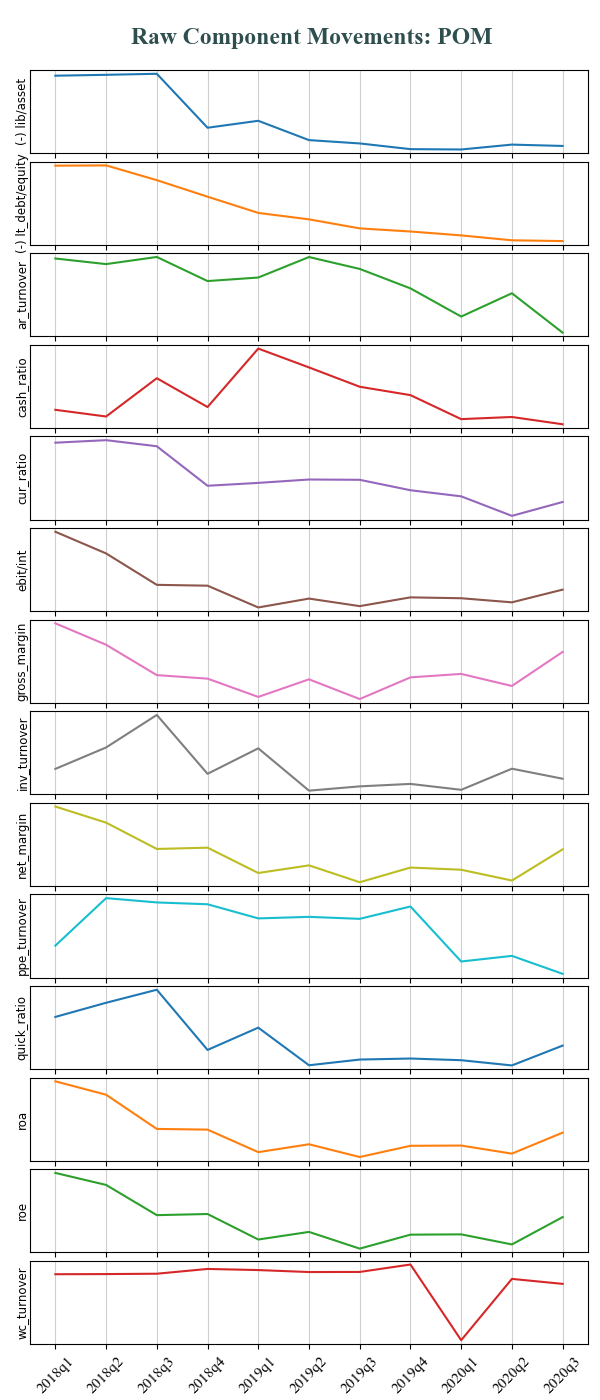 Raw Component Movements: POM
(-) lib/asset
(-) lt_debt/equity
ar_turnover
cash_ratio
cur_ratio
ebit/int
gross_margin
inv_turnover
net_margin
ppe_turnover
quick_ratio
roa
roe
wc_turnover
2018q1 2018q2 2018q3 2018q4 2019q1 2019q2 2019q3 2019q4 2020q1 2020q2 2020q3